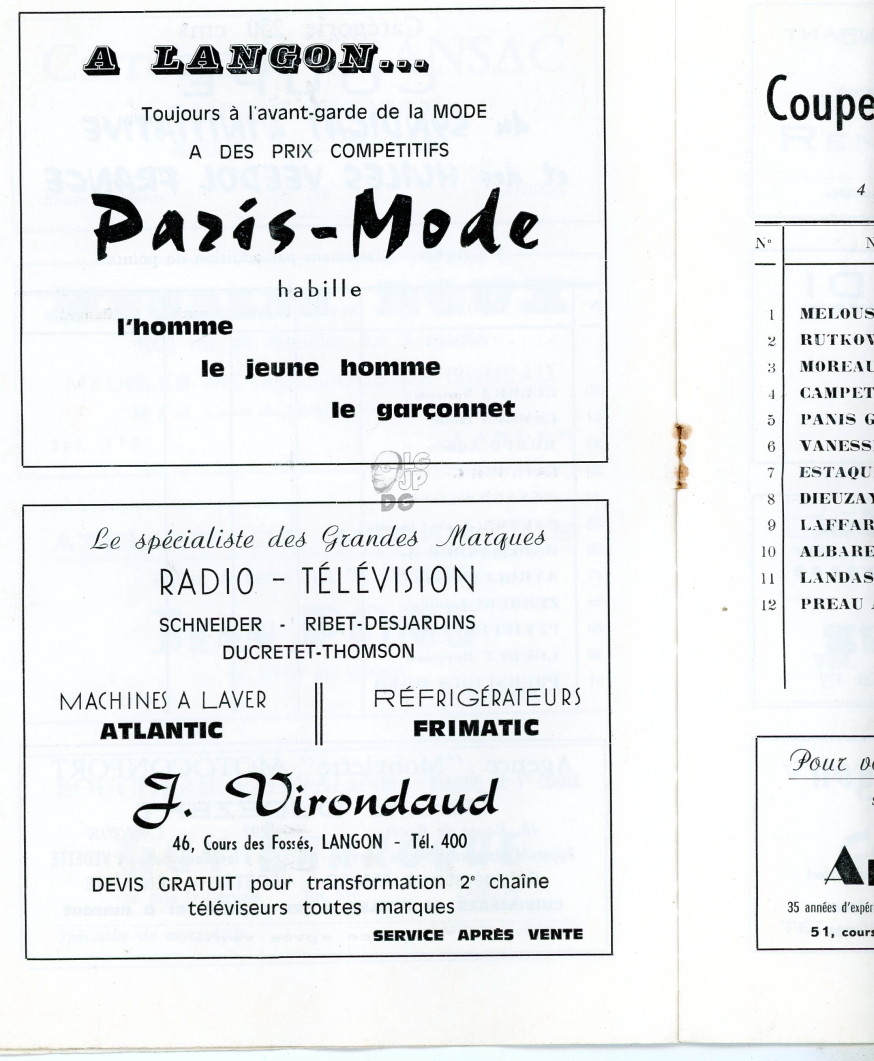 A LANGON...
Toujours à l'avant-garde de la MODE
A DES PRIX COMPÉTITIFS
Paris-Mode
habille
l'homme
le jeune homme
le garçonnet
LG
JP
DG
Le spécialiste des Grandes Marques
RADIO - TÉLÉVISION
SCHNEIDER - RIBET-DESJARDINS
DUCRETET-THOMSON
MACHINES A LAVER
ATLANTIC
RÉFRIGÉRATEURS
FRIMATIC
J. Virondaud
46, Cours des Fossés, LANGON - Tél. 400
DEVIS GRATUIT pour transformation 2e chaîne
téléviseurs toutes marques
SERVICE APRÈS VENTE
Coupe
4
N° N
1 MELOUS
2 RUTKOV
3 MOREAU
4 CAMPET
5 PANIS G
6 VANESS
7 ESTAQU
8 DIEUZAY
9 LAFFAR
10 ALBARE
11 LANDAS
12 PREAU A
Pour vo
35 années d'expér
51, cours